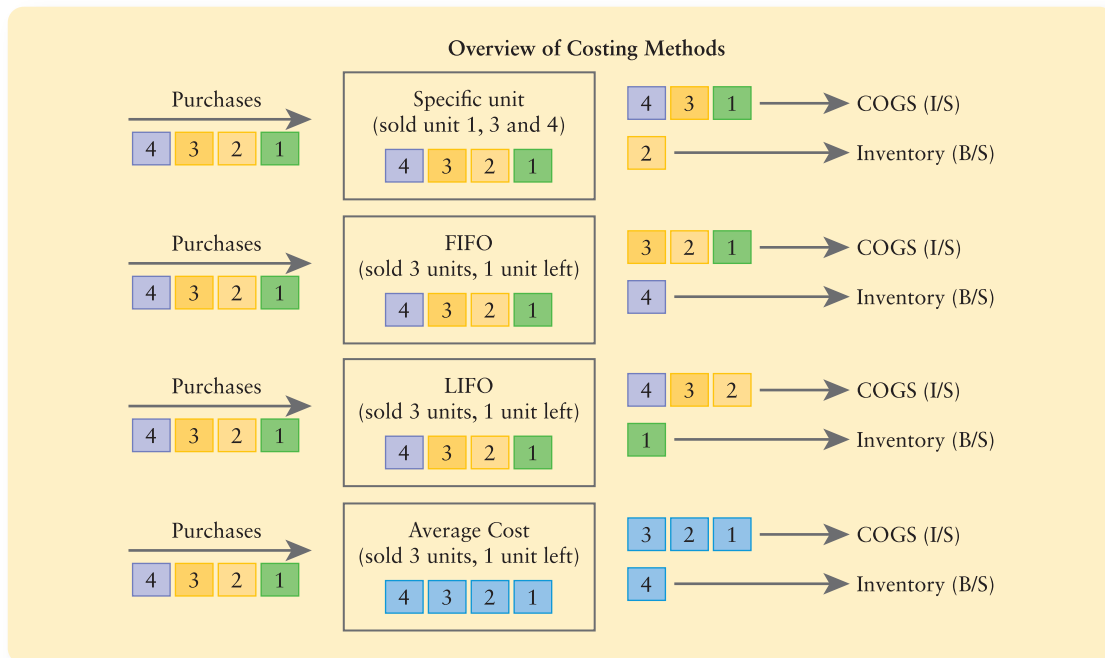 Overview of Costing Methods
Purchases
4 3 2 1
Specific unit
(sold unit 1, 3 and 4)
4 3 2 1
4 3 1
COGS (I/S)
2
Inventory (B/S)
Purchases
4 3 2 1
FIFO
(sold 3 units, 1 unit left)
4 3 2 1
3 2 1
COGS (I/S)
4
Inventory (B/S)
Purchases
4 3 2 1
LIFO
(sold 3 units, 1 unit left)
4 3 2 1
4 3 2
COGS (I/S)
1
Inventory (B/S)
Purchases
4 3 2 1
Average Cost
(sold 3 units, 1 unit left)
4 3 2 1
3 2 1
COGS (I/S)
4
Inventory (B/S)